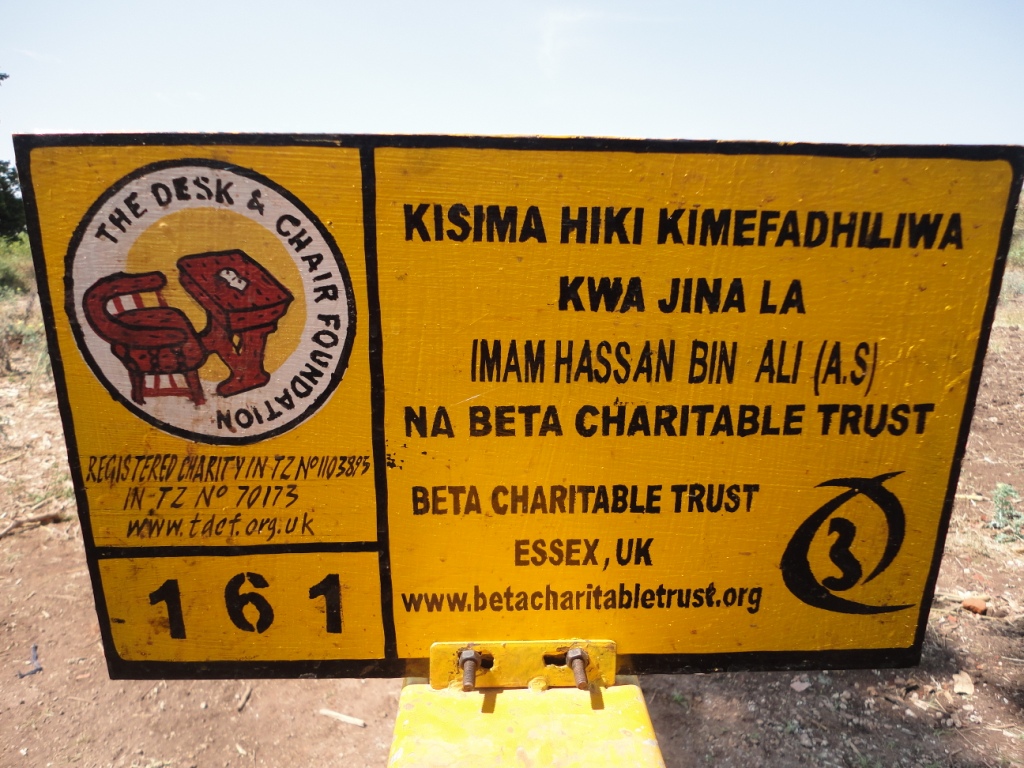 THE DESK & CHAIR FOUNDATION
REGISTERED CHARITY IN TZ Nº 1103895
IN-TZ Nº 70173
www.tdcf.org.uk
161
KISIMA HIKI KIMEFADHILIWA
KWA JINA LA
IMAM HASSAN BIN ALI (A.S)
NA BETA CHARITABLE TRUST
BETA CHARITABLE TRUST
ESSEX, UK
www.betacharitabletrust.org
3